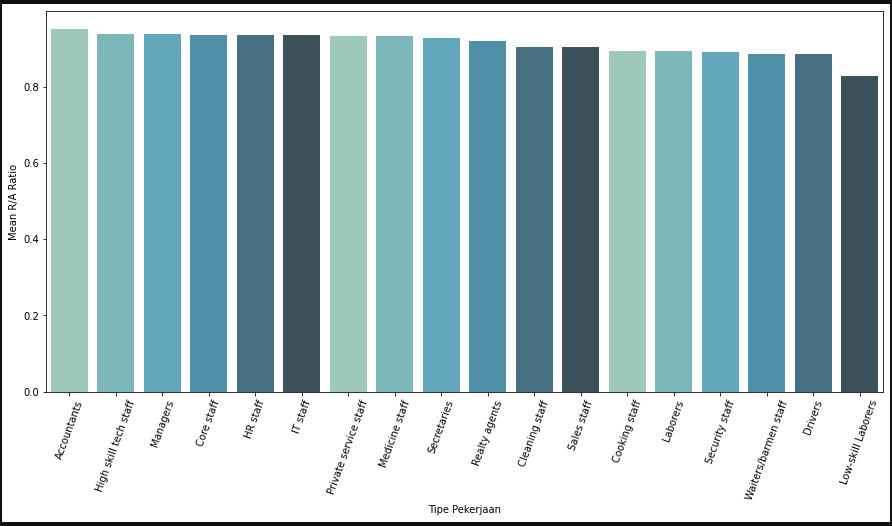 Mean R/A Ratio
0.8
0.6
0.4
0.2
0.0
Accountants
High skill tech staff
Managers
Core staff
HR staff
IT staff
Private service staff
Medicine staff
Secretaries
Realty agents
Cleaning staff
Sales staff
Cooking staff
Laborers
Security staff
Waiters/barmen staff
Drivers
Low-skill Laborers
Tipe Pekerjaan